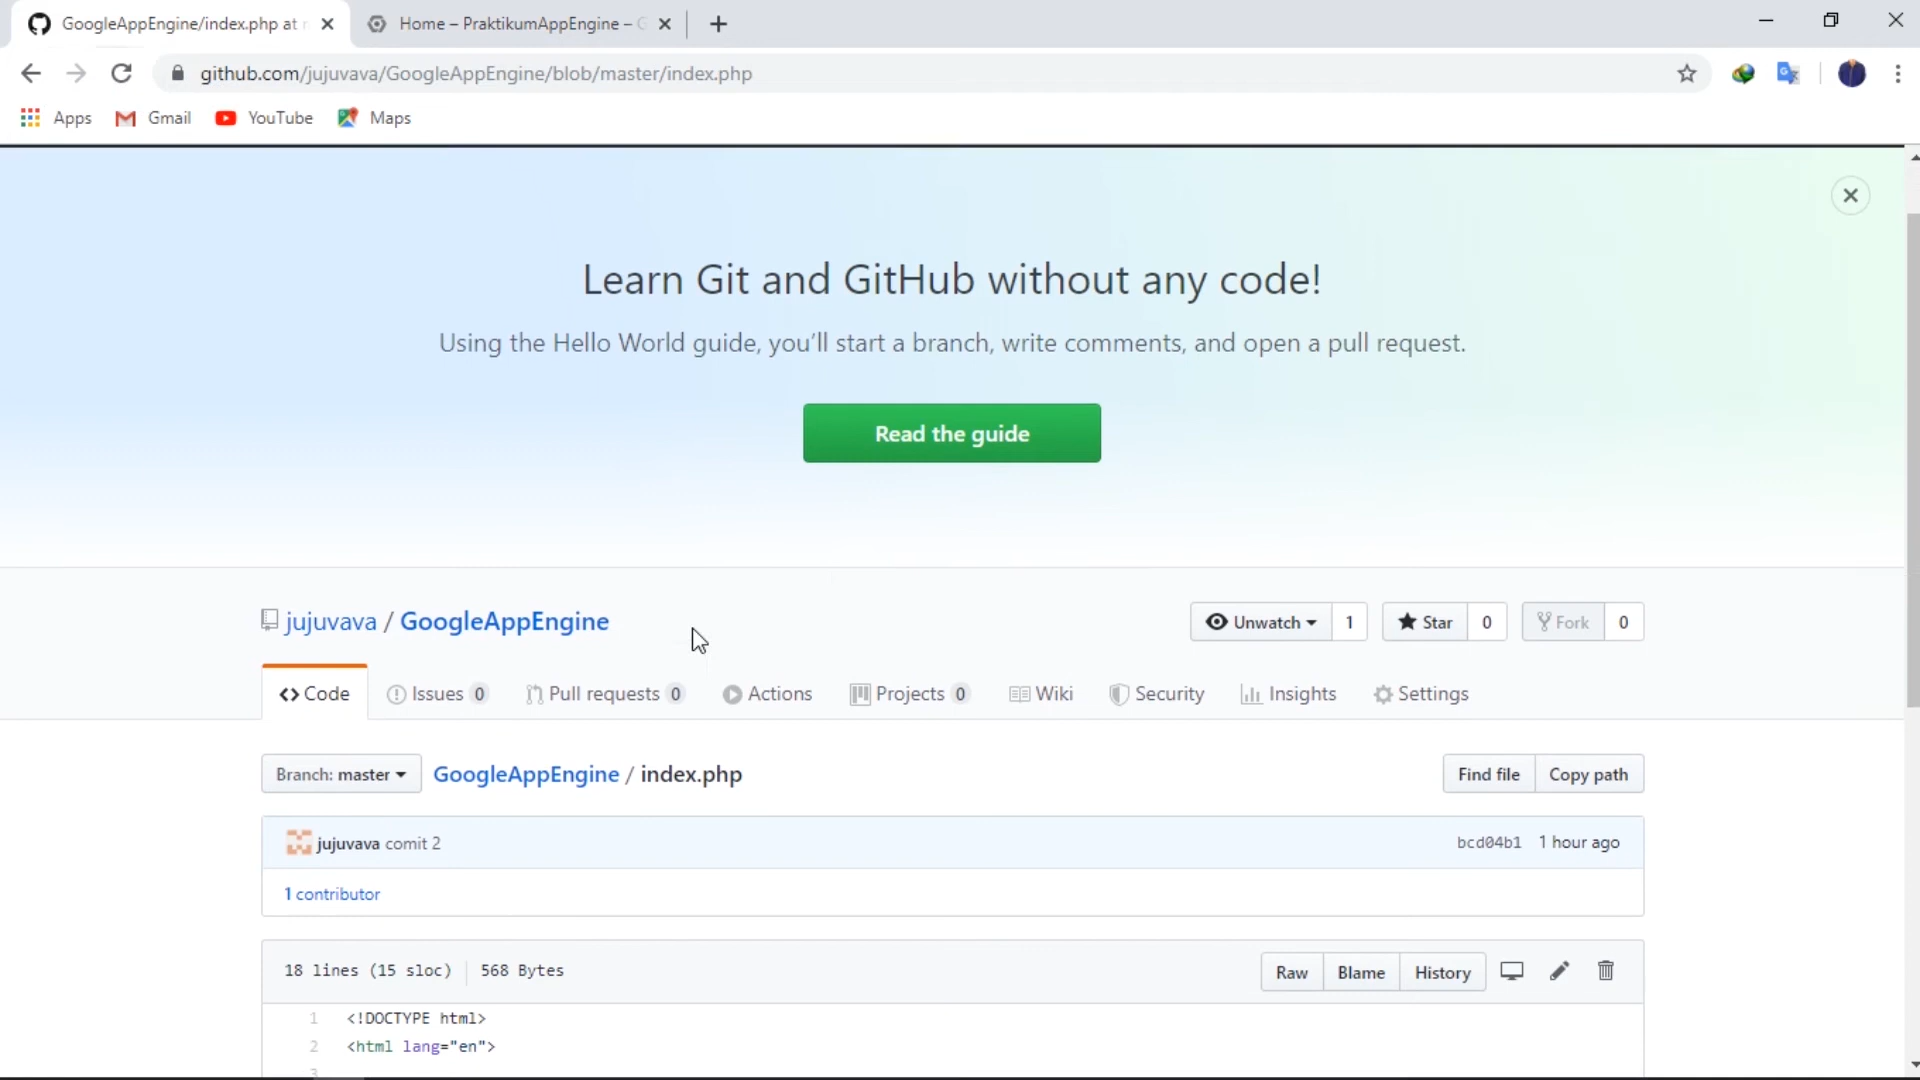 GoogleAppEngine/index.php at
Home – PraktikumAppEngine – G
github.com/jujuvava/GoogleAppEngine/blob/master/index.php
Apps Gmail YouTube Maps
Learn Git and GitHub without any code!
Using the Hello World guide, you’ll start a branch, write comments, and open a pull request.
Read the guide
jujuvava / GoogleAppEngine
Unwatch 1 Star 0 Fork 0
Code Issues 0 Pull requests 0 Actions Projects 0 Wiki Security Insights Settings
Branch: master GoogleAppEngine / index.php Find file Copy path
jujuvava comit 2 bcd04b1 1 hour ago
1 contributor
18 lines (15 sloc) 568 Bytes Raw Blame History
1 <!DOCTYPE html>
2 <html lang="en">
3